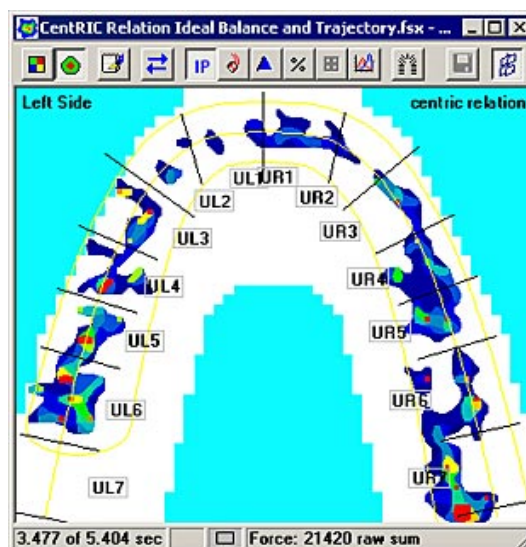 CentRIC Relation Ideal Balance and Trajectory.fsx - ...
IP %
Left Side centric relation
UL1 UR1
UL2 UR2
UL3 UR3
UL4 UR4
UL5 UR5
UL6 UR6
UL7 UR7
3.477 of 5.404 sec Force: 21420 raw sum